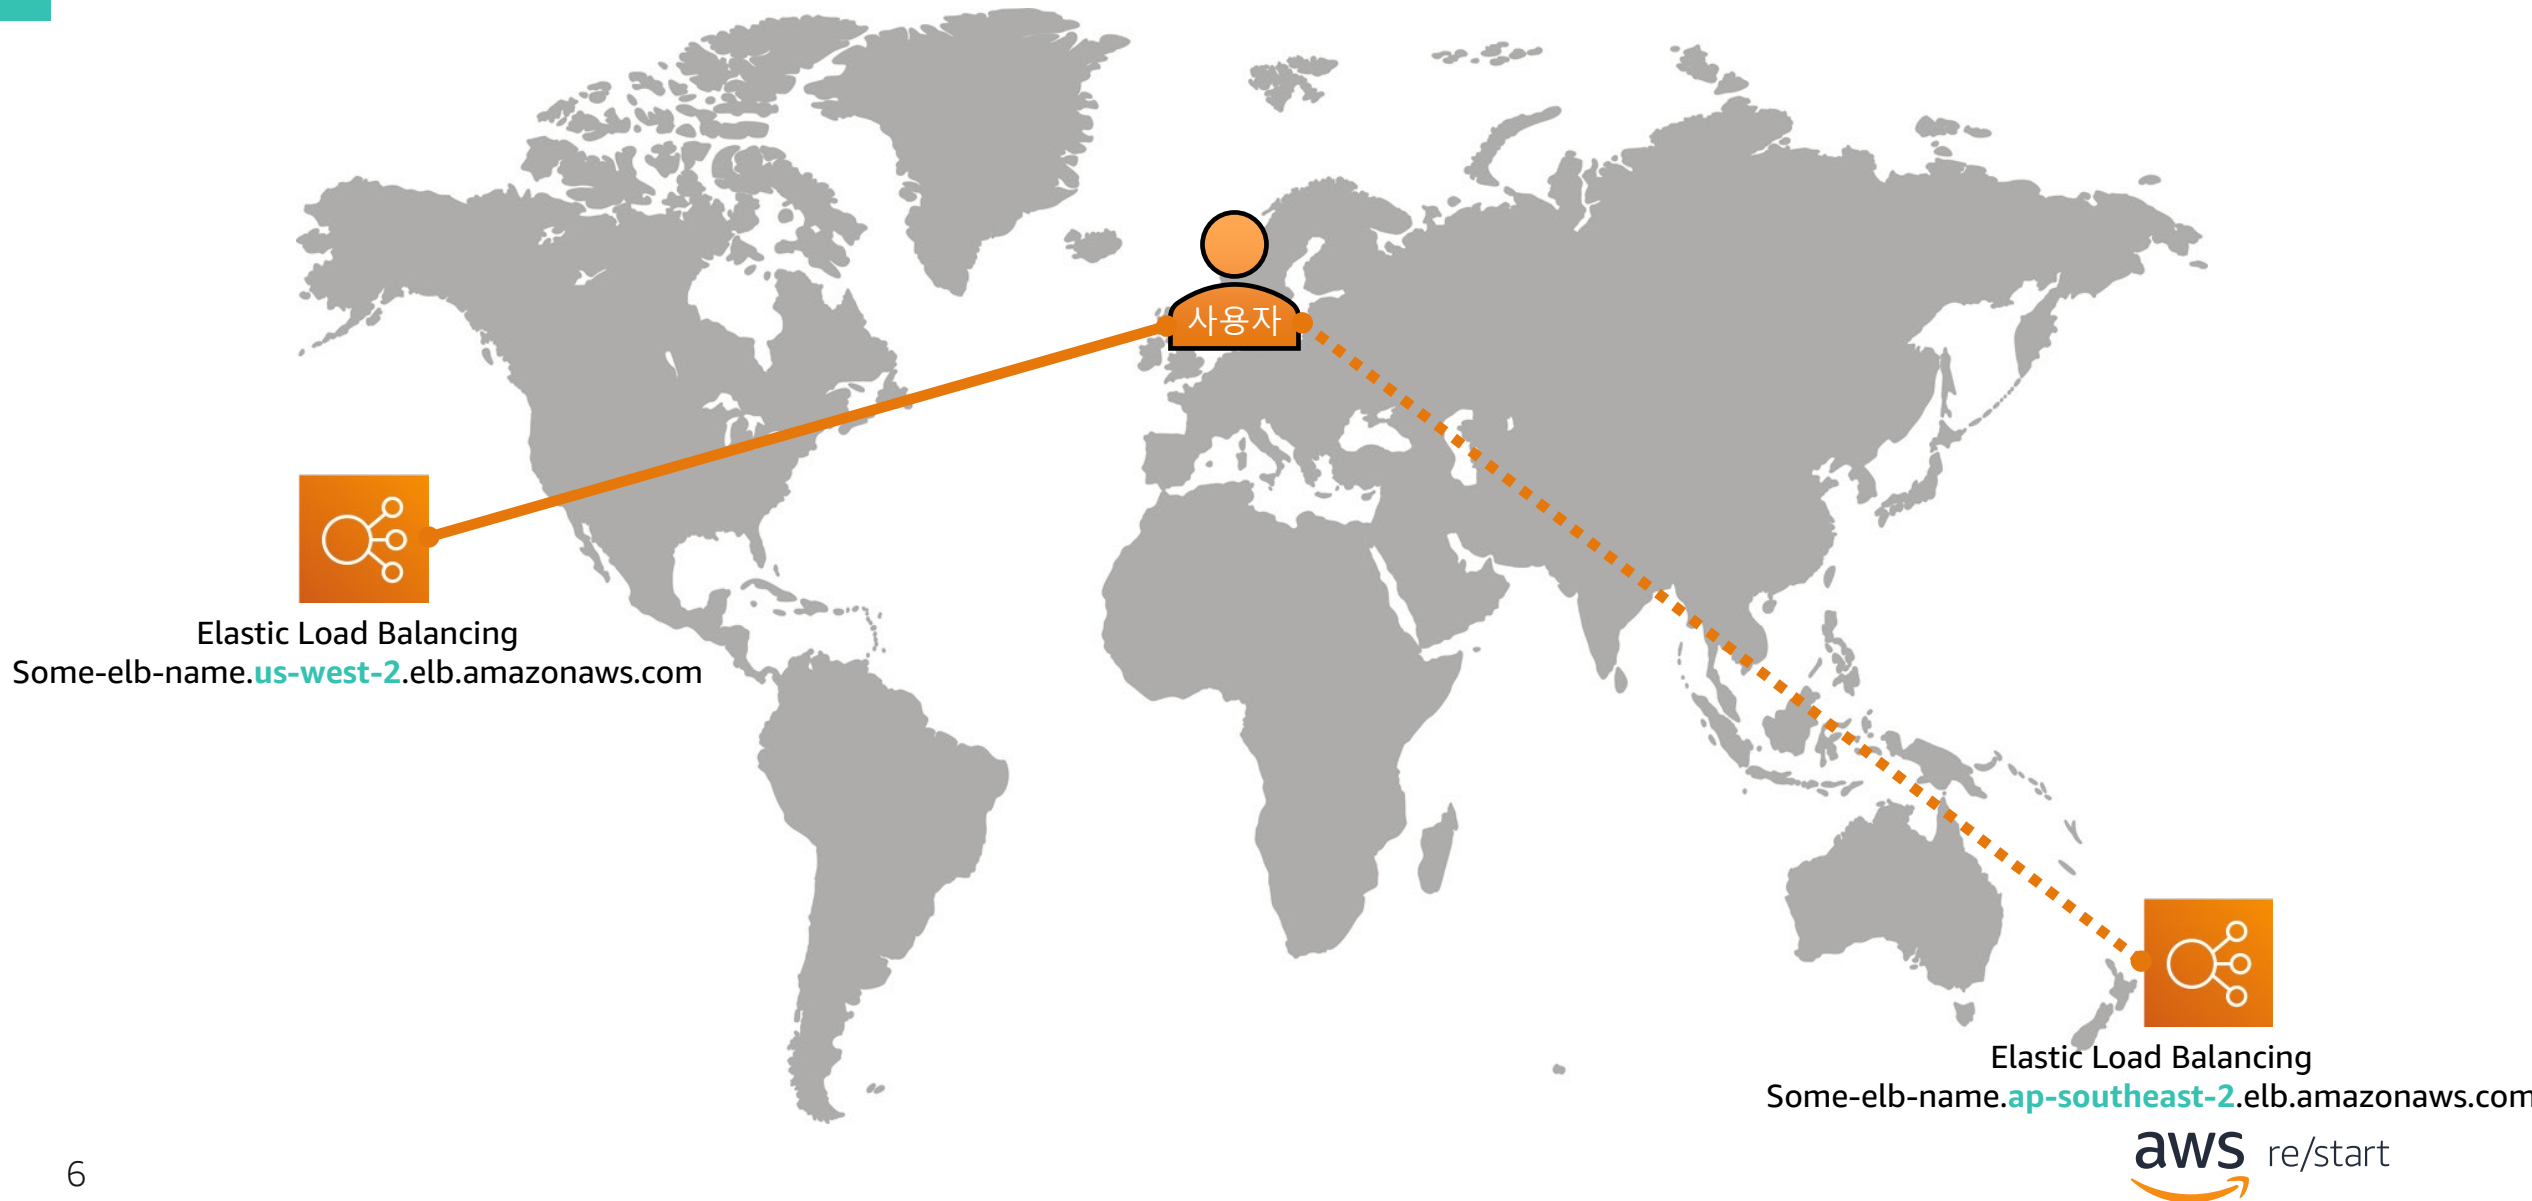 사용자
Elastic Load Balancing
Some-elb-name.us-west-2.elb.amazonaws.com
Elastic Load Balancing
Some-elb-name.ap-southeast-2.elb.amazonaws.com
6
aws re/start